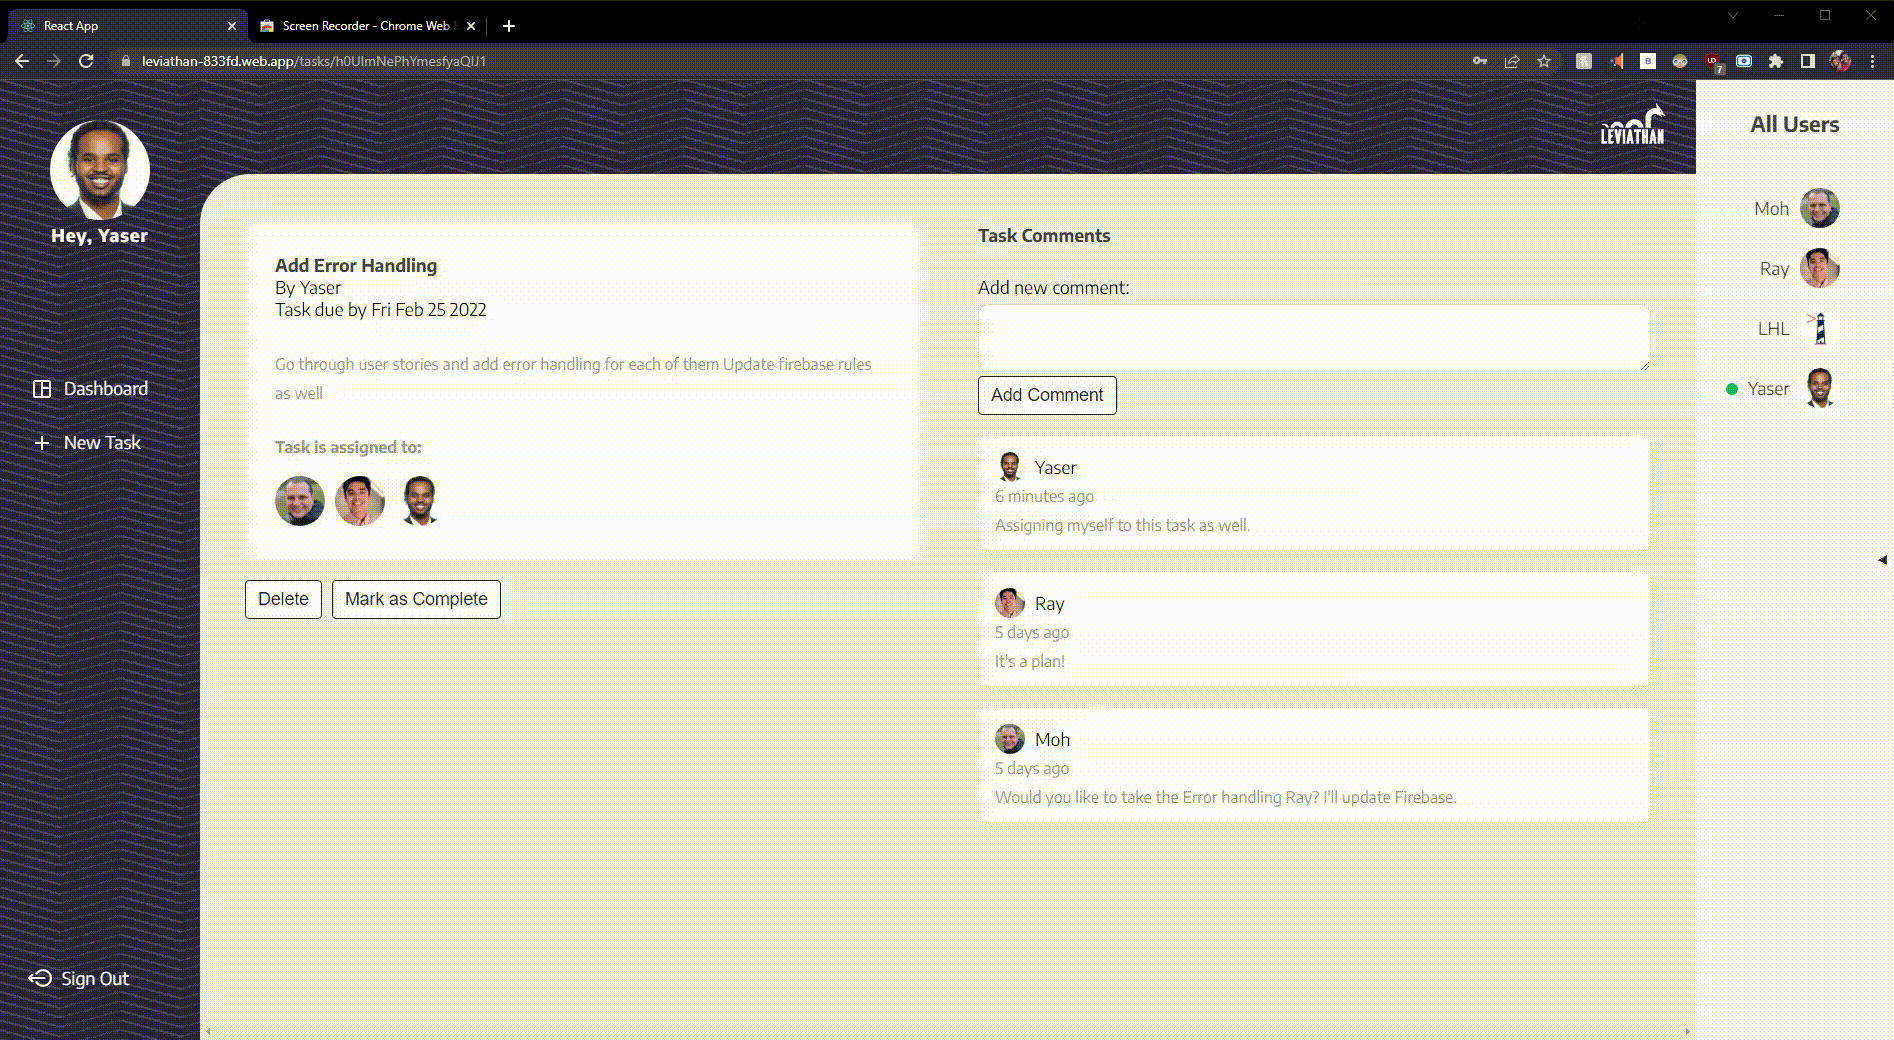 React App
Screen Recorder - Chrome Web
leviathan-833fd.web.app/tasks/h0UlmNePhYmesfyaQIJ1
7
LEVIATHAN
Hey, Yaser
Dashboard
New Task
Sign Out
Add Error Handling
By Yaser
Task due by Fri Feb 25 2022
Go through user stories and add error handling for each of them Update firebase rules
as well
Task is assigned to:
Delete
Mark as Complete
Task Comments
Add new comment:
Add Comment
Yaser
6 minutes ago
Assigning myself to this task as well.
Ray
5 days ago
It's a plan!
Moh
5 days ago
Would you like to take the Error handling Ray? I'll update Firebase.
All Users
Moh
Ray
LHL
Yaser